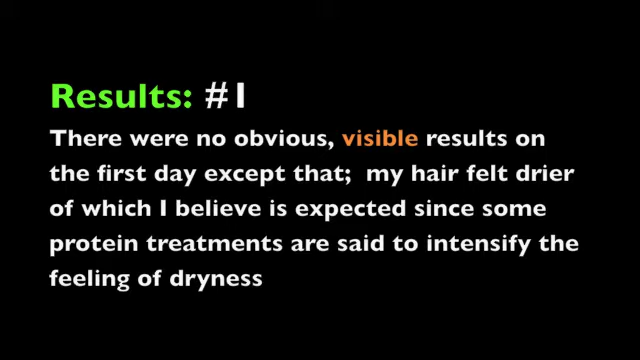 Results: #1
There were no obvious, visible results on
the first day except that;  my hair felt drier
of which I believe is expected since some
protein treatments are said to intensify the
feeling of dryness